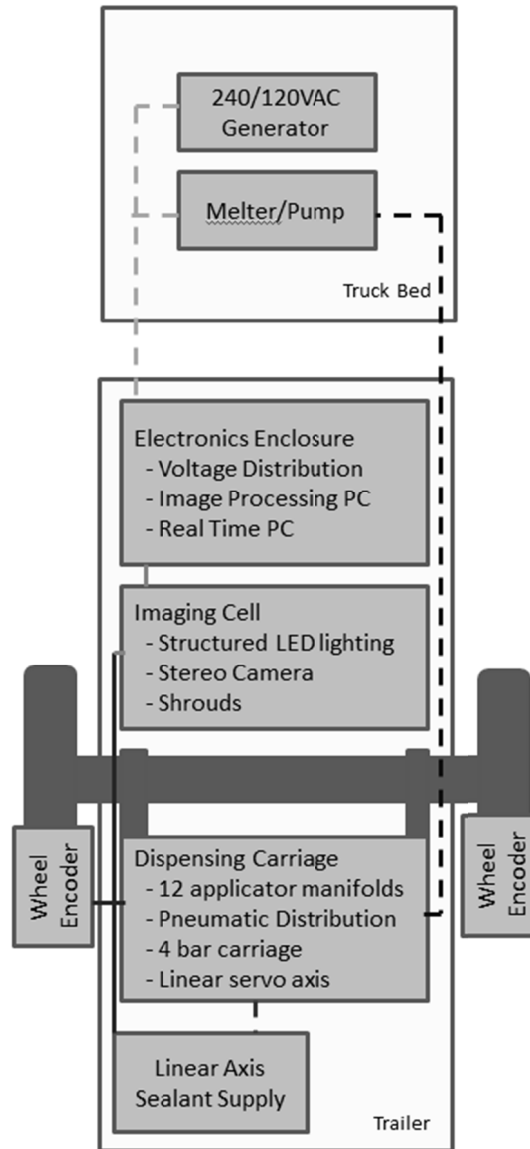 240/120VAC
Generator
Melter/Pump
Truck Bed
Electronics Enclosure
- Voltage Distribution
- Image Processing PC
- Real Time PC
Imaging Cell
- Structured LED lighting
- Stereo Camera
- Shrouds
Wheel
Encoder
Dispensing Carriage
- 12 applicator manifolds
- Pneumatic Distribution
- 4 bar carriage
- Linear servo axis
Wheel
Encoder
Linear Axis
Sealant Supply
Trailer